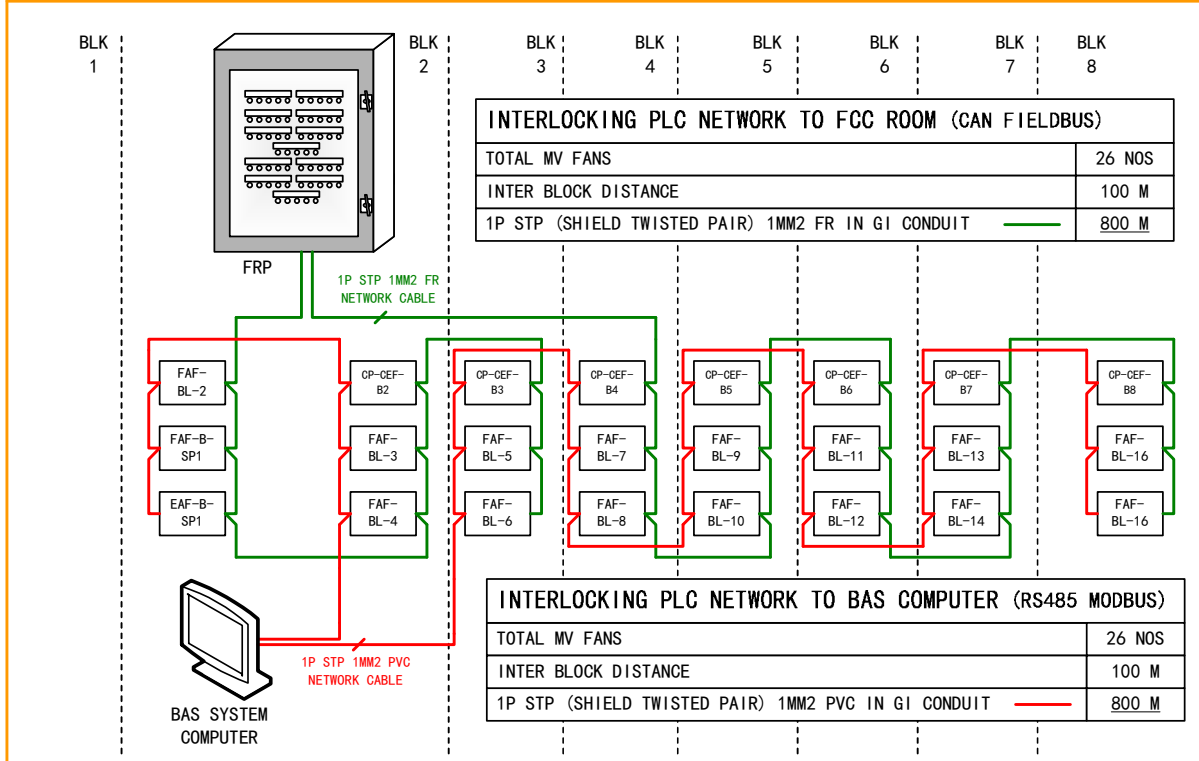 BLK BLK BLK BLK BLK BLK BLK BLK
1 2 3 4 5 6 7 8
INTERLOCKING PLC NETWORK TO FCC ROOM (CAN FIELDBUS)
TOTAL MV FANS 26 NOS
INTER BLOCK DISTANCE 100 M
1P STP (SHIELD TWISTED PAIR) 1MM2 FR IN GI CONDUIT 800 M
FRP
1P STP 1MM2 FR
NETWORK CABLE
FAF-
BL-2
CP-CEF-
B2
CP-CEF-
B3
CP-CEF-
B4
CP-CEF-
B5
CP-CEF-
B6
CP-CEF-
B7
CP-CEF-
B8
FAF-B-
SP1
FAF-
BL-3
FAF-
BL-5
FAF-
BL-7
FAF-
BL-9
FAF-
BL-11
FAF-
BL-13
FAF-
BL-16
EAF-B-
SP1
FAF-
BL-4
FAF-
BL-6
FAF-
BL-8
FAF-
BL-10
FAF-
BL-12
FAF-
BL-14
FAF-
BL-16
INTERLOCKING PLC NETWORK TO BAS COMPUTER (RS485 MODBUS)
TOTAL MV FANS 26 NOS
INTER BLOCK DISTANCE 100 M
1P STP (SHIELD TWISTED PAIR) 1MM2 PVC IN GI CONDUIT 800 M
1P STP 1MM2 PVC
NETWORK CABLE
BAS SYSTEM
COMPUTER